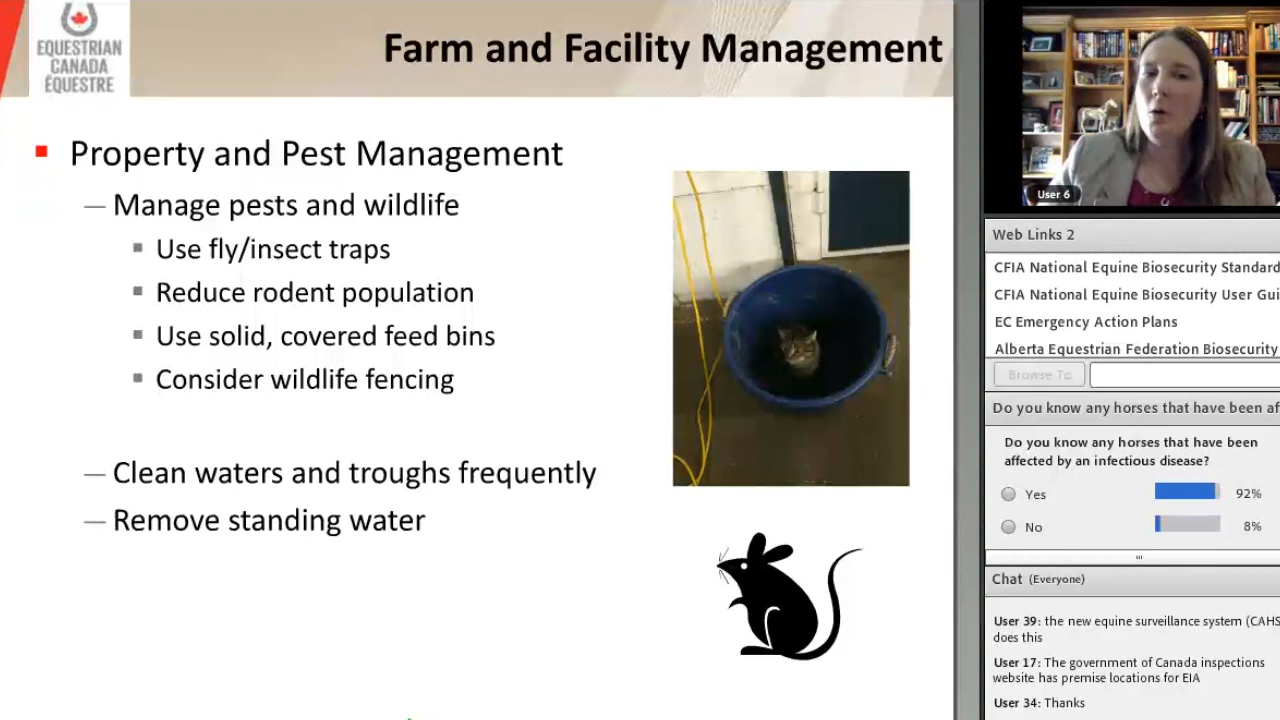 EQUESTRIAN
CANADA
ÉQUESTRE
Farm and Facility Management
Property and Pest Management
— Manage pests and wildlife
Use fly/insect traps
Reduce rodent population
Use solid, covered feed bins
Consider wildlife fencing
— Clean waters and troughs frequently
— Remove standing water
User 6
Web Links 2
CFIA National Equine Biosecurity Standard
CFIA National Equine Biosecurity User Gui
EC Emergency Action Plans
Alberta Equestrian Federation Biosecurity
Browse To
Do you know any horses that have been af
Do you know any horses that have been
affected by an infectious disease?
Yes 92%
No 8%
Chat (Everyone)
User 39: the new equine surveillance system (CAHS
does this
User 17: The government of Canada inspections
website has premise locations for EIA
User 34: Thanks